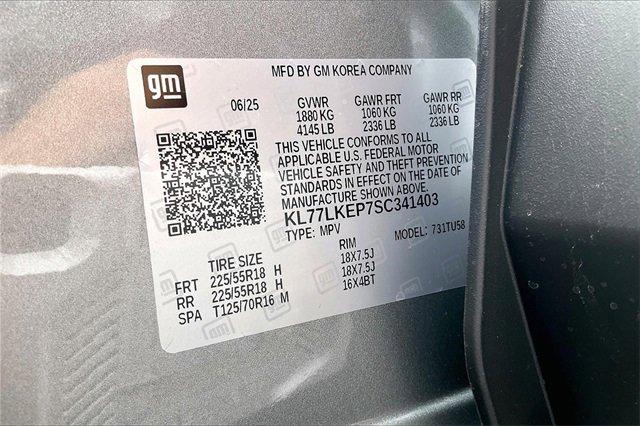 gm
MFD BY GM KOREA COMPANY
06/25 GVWR GAWR FRT GAWR RR
1880 KG 1060 KG 1060 KG
4145 LB 2336 LB 2336 LB
THIS VEHICLE CONFORMS TO ALL
APPLICABLE U.S. FEDERAL MOTOR
VEHICLE SAFETY AND THEFT PREVENTION
STANDARDS IN EFFECT ON THE DATE OF
MANUFACTURE SHOWN ABOVE.
KL77LKEP7SC341403
TYPE: MPV MODEL: 731TU58
TIRE SIZE RIM
FRT 225/55R18 H 18X7.5J
RR 225/55R18 H 18X7.5J
SPA T125/70R16 M 16X4BT